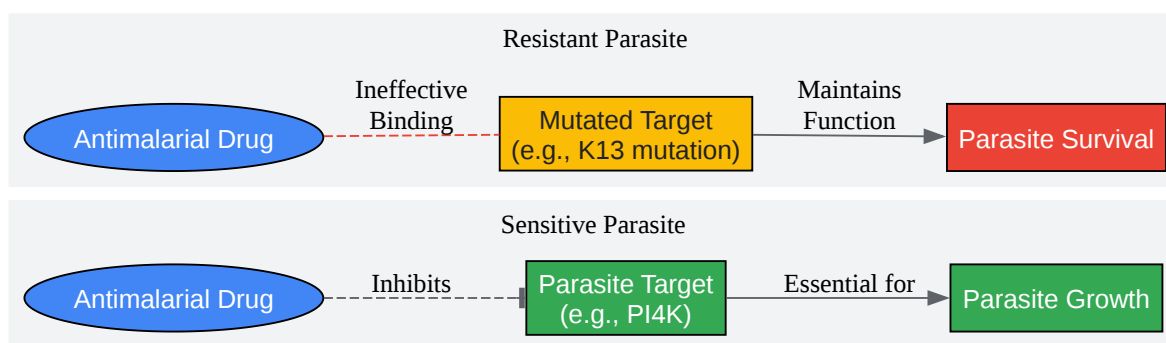 Resistant Parasite
Antimalarial Drug
Ineffective
Binding
Mutated Target
(e.g., K13 mutation)
Maintains
Function
Parasite Survival
Sensitive Parasite
Antimalarial Drug
Inhibits
Parasite Target
(e.g., PI4K)
Essential for
Parasite Growth